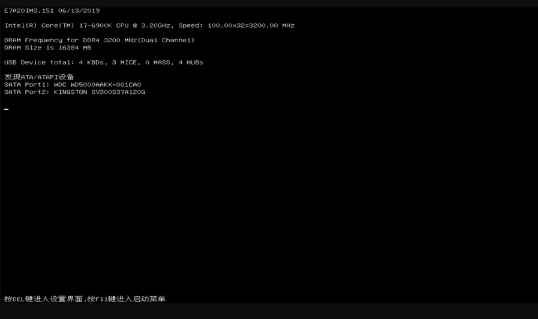 E7A20IMS.151 06/13/2019
Intel(R) Core(TM) i7-6900K CPU @ 3.20GHz, Speed: 100.00x32=3200.00 MHz
DRAM Frequency for DDR4 3200 MHz(Dual Channel)
DRAM Size is 16384 MB
USB Device total: 4 KBDs, 3 MICE, 0 MASS, 4 HUBs
发现ATA/ATAPI设备
SATA Port1: WDC WD5000AAKX-001CA0
SATA Port2: KINGSTON SV300S37A120G
按DEL键进入设置界面,按F11键进入启动菜单